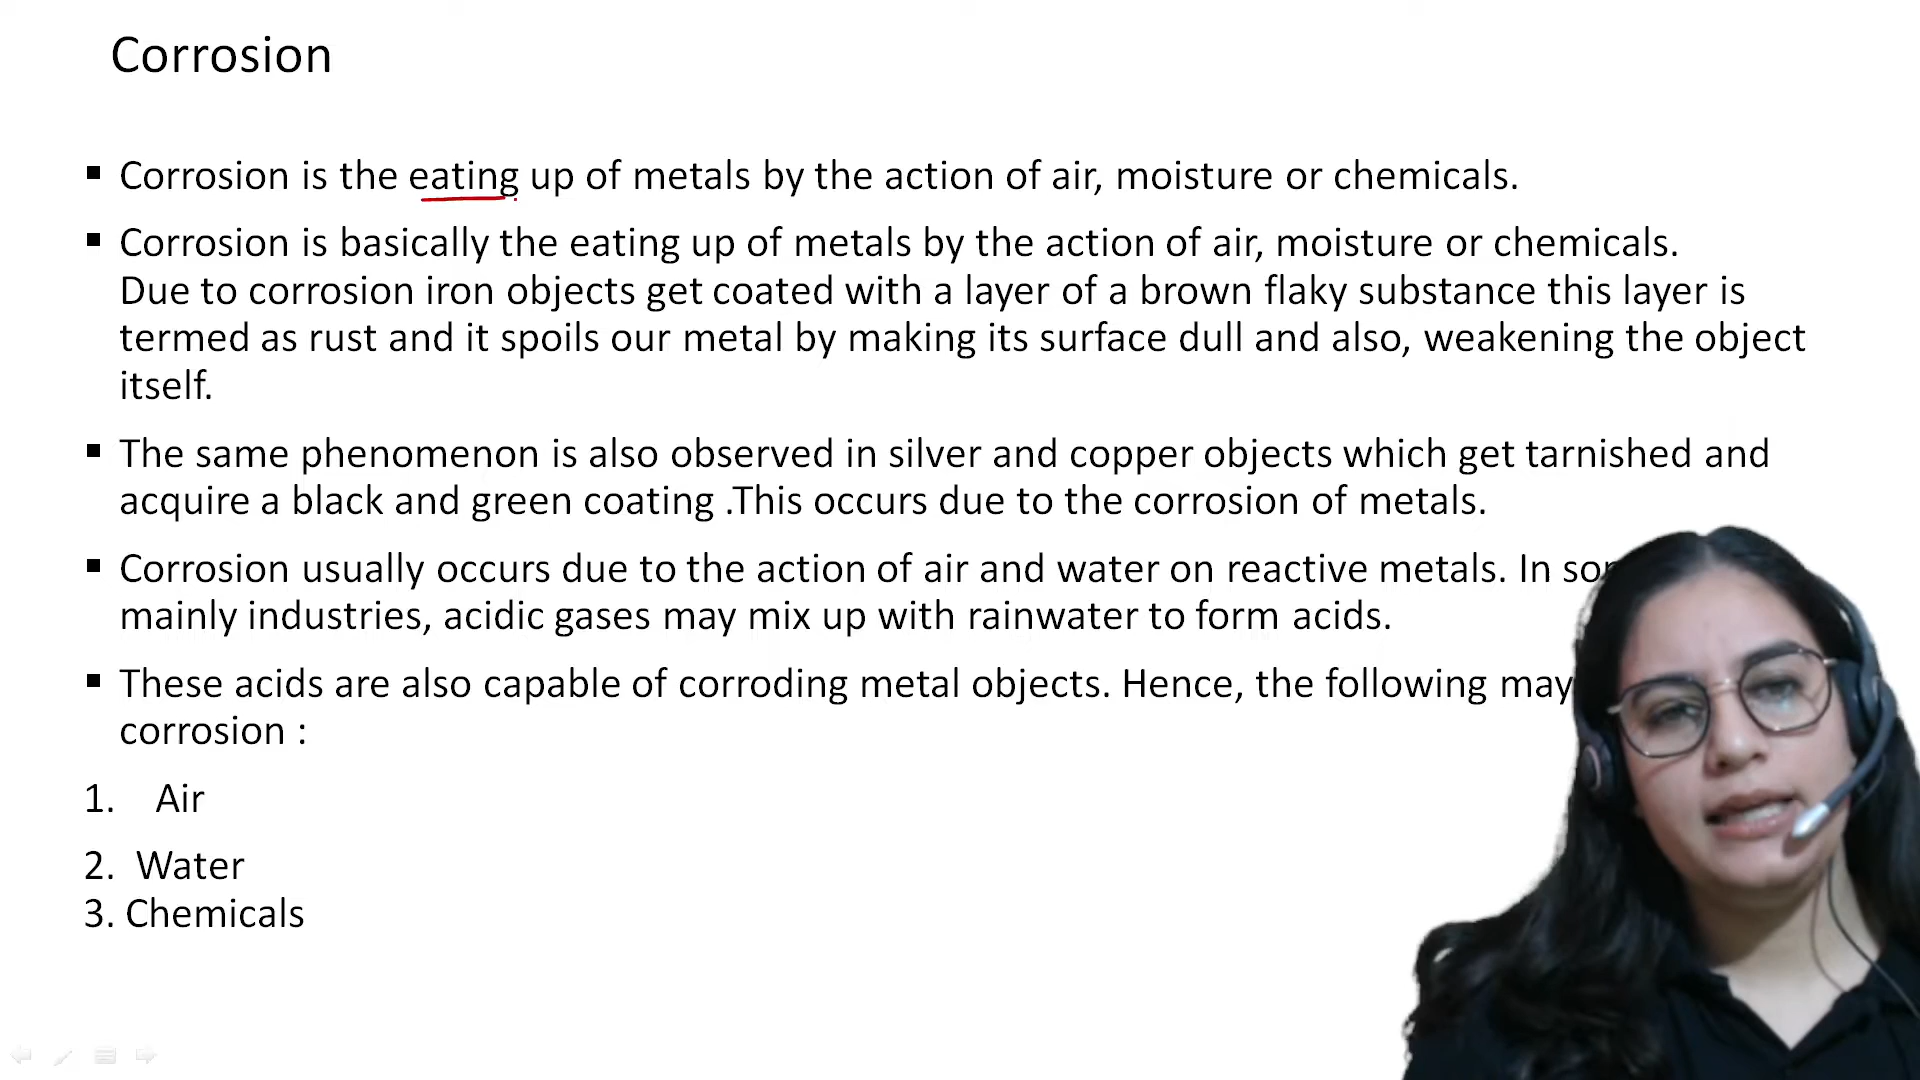 Corrosion
▪ Corrosion is the eating up of metals by the action of air, moisture or chemicals.
▪ Corrosion is basically the eating up of metals by the action of air, moisture or chemicals.
Due to corrosion iron objects get coated with a layer of a brown flaky substance this layer is
termed as rust and it spoils our metal by making its surface dull and also, weakening the object
itself.
▪ The same phenomenon is also observed in silver and copper objects which get tarnished and
acquire a black and green coating .This occurs due to the corrosion of metals.
▪ Corrosion usually occurs due to the action of air and water on reactive metals. In
mainly industries, acidic gases may mix up with rainwater to form acids.
▪ These acids are also capable of corroding metal objects. Hence, the following may
corrosion :
1. Air
2. Water
3. Chemicals